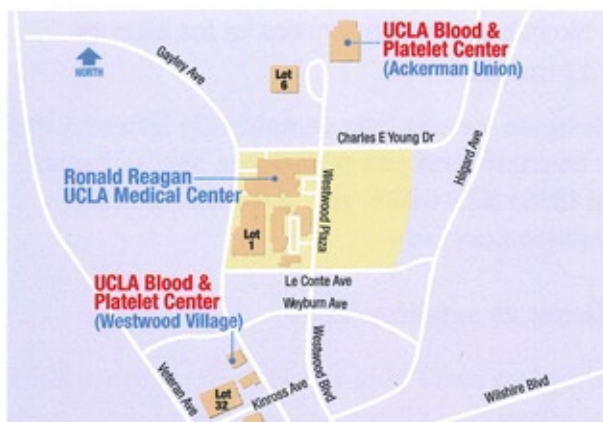 UCLA Blood &
Platelet Center
(Ackerman Union)
NORTH
Gayley Ave
Lot
6
Charles E Young Dr
Hilgard Ave
Ronald Reagan
UCLA Medical Center
Westwood Plaza
Lot
1
Le Conte Ave
UCLA Blood &
Platelet Center
(Westwood Village)
Weyburn Ave
Westwood Blvd
Veteran Ave
Lot
32
Kinross Ave
Wilshire Blvd